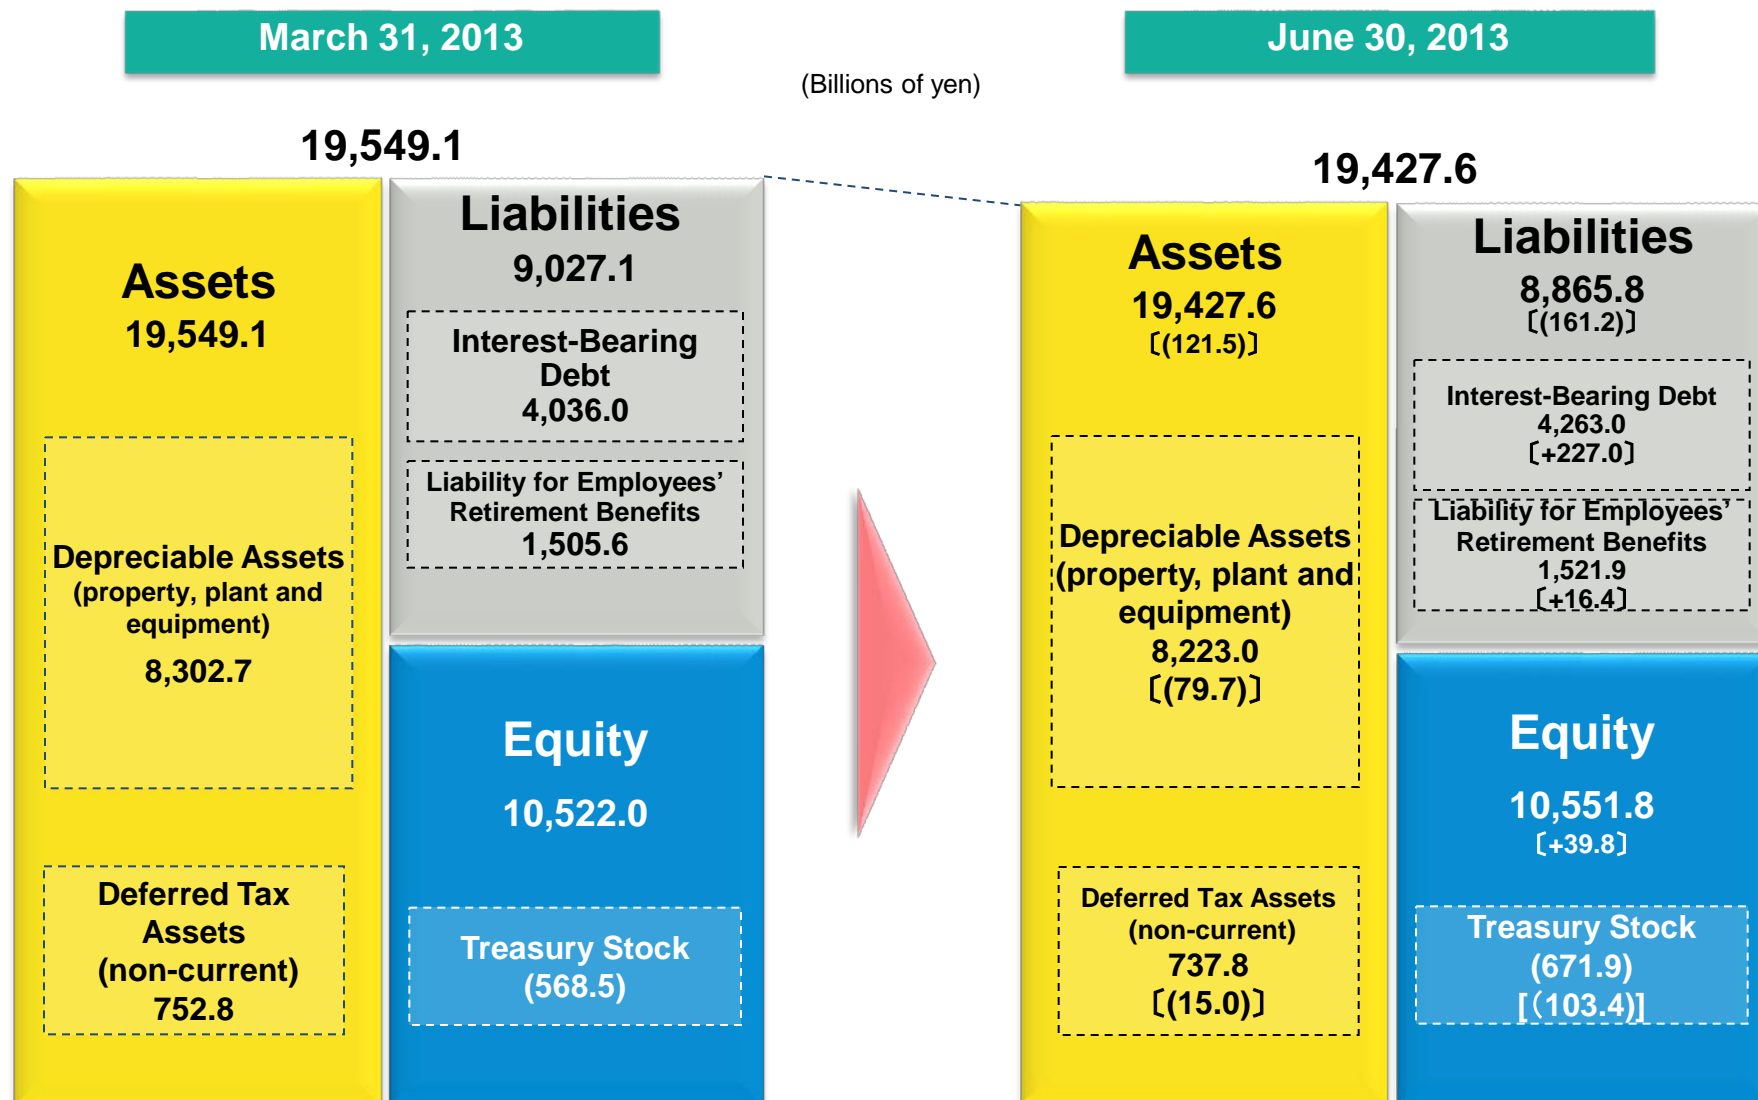 March 31, 2013
June 30, 2013
(Billions of yen)
19,549.1
19,427.6
Assets
19,549.1
Depreciable Assets
(property, plant and
equipment)
8,302.7
Deferred Tax
Assets
(non-current)
752.8
Liabilities
9,027.1
Interest-Bearing
Debt
4,036.0
Liability for Employees’
Retirement Benefits
1,505.6
Equity
10,522.0
Treasury Stock
(568.5)
Assets
19,427.6
〔(121.5)〕
Depreciable Assets
(property, plant and
equipment)
8,223.0
〔(79.7)〕
Deferred Tax Assets
(non-current)
737.8
〔(15.0)〕
Liabilities
8,865.8
〔(161.2)〕
Interest-Bearing Debt
4,263.0
〔+227.0〕
Liability for Employees’
Retirement Benefits
1,521.9
〔+16.4〕
Equity
10,551.8
〔+39.8〕
Treasury Stock
(671.9)
[（103.4)]